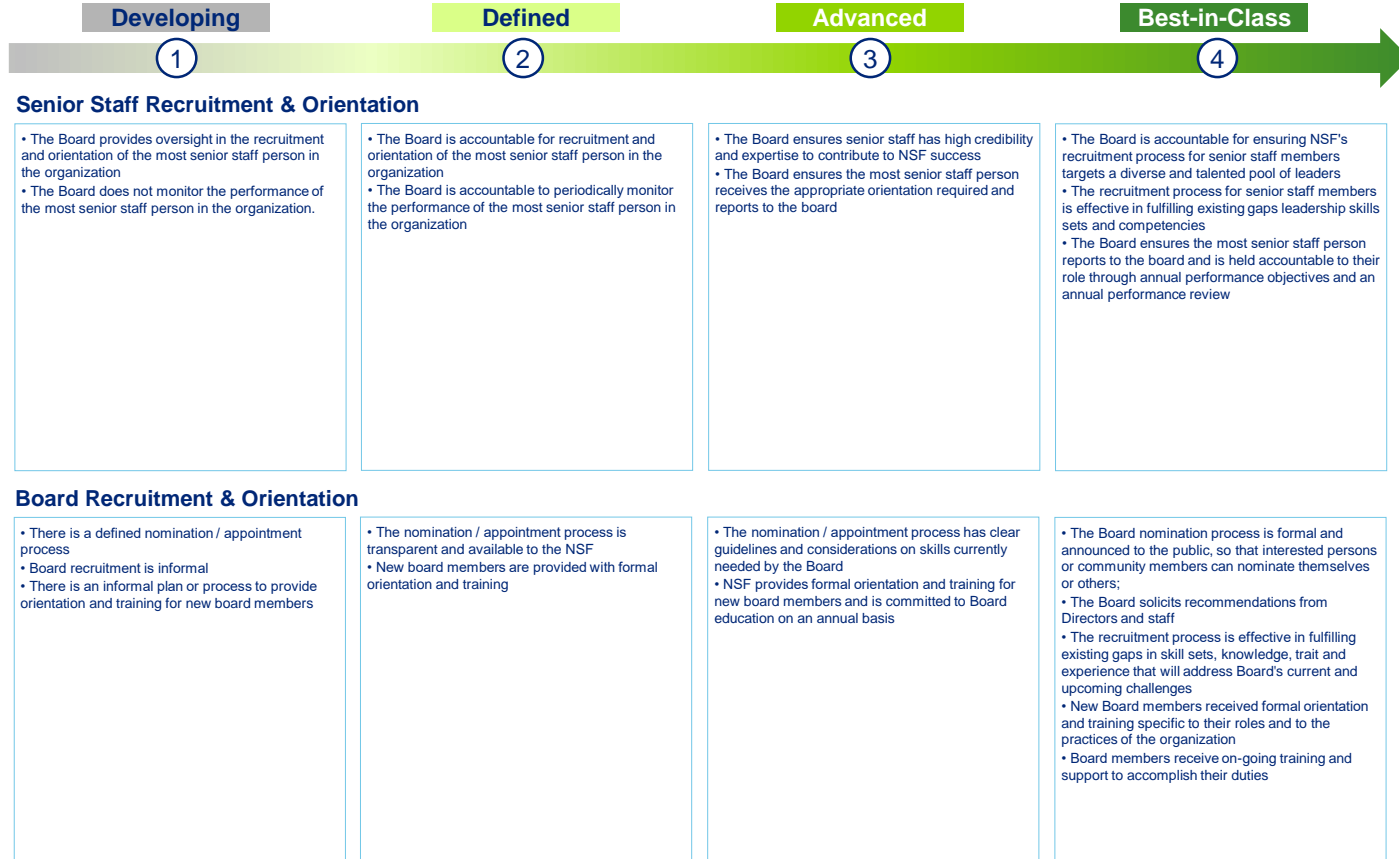 Developing
Defined
Advanced
Best-in-Class
1
2
3
4
Senior Staff Recruitment & Orientation
• The Board provides oversight in the recruitment
and orientation of the most senior staff person in
the organization
• The Board does not monitor the performance of
the most senior staff person in the organization.
• The Board is accountable for recruitment and
orientation of the most senior staff person in the
organization
• The Board is accountable to periodically monitor
the performance of the most senior staff person in
the organization
• The Board ensures senior staff has high credibility
and expertise to contribute to NSF success
• The Board ensures the most senior staff person
receives the appropriate orientation required and
reports to the board
• The Board is accountable for ensuring NSF's
recruitment process for senior staff members
targets a diverse and talented pool of leaders
• The recruitment process for senior staff members
is effective in fulfilling existing gaps leadership skills
sets and competencies
• The Board ensures the most senior staff person
reports to the board and is held accountable to their
role through annual performance objectives and an
annual performance review
Board Recruitment & Orientation
• There is a defined nomination / appointment
process
• Board recruitment is informal
• There is an informal plan or process to provide
orientation and training for new board members
• The nomination / appointment process is
transparent and available to the NSF
• New board members are provided with formal
orientation and training
• The nomination / appointment process has clear
guidelines and considerations on skills currently
needed by the Board
• NSF provides formal orientation and training for
new board members and is committed to Board
education on an annual basis
• The Board nomination process is formal and
announced to the public, so that interested persons
or community members can nominate themselves
or others;
• The Board solicits recommendations from
Directors and staff
• The recruitment process is effective in fulfilling
existing gaps in skill sets, knowledge, trait and
experience that will address Board's current and
upcoming challenges
• New Board members received formal orientation
and training specific to their roles and to the
practices of the organization
• Board members receive on-going training and
support to accomplish their duties